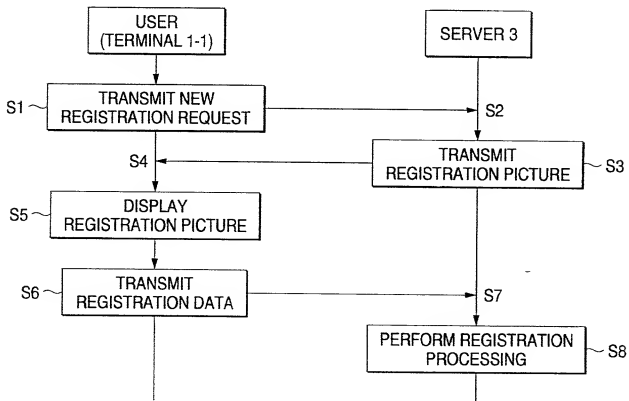 USER
(TERMINAL 1-1)
SERVER 3
S1
TRANSMIT NEW
REGISTRATION REQUEST
S2
S4
TRANSMIT
REGISTRATION PICTURE
S3
S5
DISPLAY
REGISTRATION PICTURE
S6
TRANSMIT
REGISTRATION DATA
S7
PERFORM REGISTRATION
PROCESSING
S8